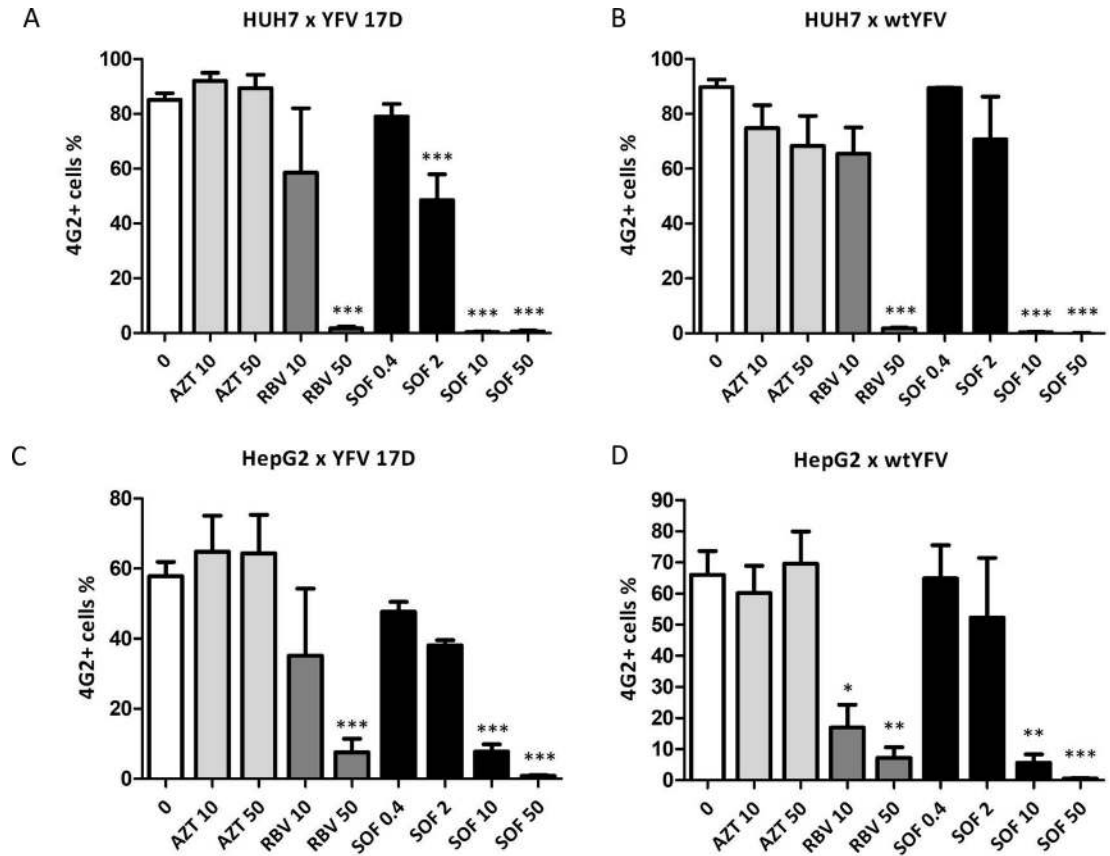 A
HUH7 x YFV 17D
4G2+ cells %
100
80
60
40
20
0
***
***
***
***
0
AZT 10
AZT 50
RBV 10
RBV 50
SOF 0.4
SOF 2
SOF 10
SOF 50
B
HUH7 x wtYFV
4G2+ cells %
100
80
60
40
20
0
***
***
***
0
AZT 10
AZT 50
RBV 10
RBV 50
SOF 0.4
SOF 2
SOF 10
SOF 50
C
HepG2 x YFV 17D
4G2+ cells %
80
60
40
20
0
***
***
***
0
AZT 10
AZT 50
RBV 10
RBV 50
SOF 0.4
SOF 2
SOF 10
SOF 50
D
HepG2 x wtYFV
4G2+ cells %
90
80
70
60
50
40
30
20
10
0
*
**
**
***
0
AZT 10
AZT 50
RBV 10
RBV 50
SOF 0.4
SOF 2
SOF 10
SOF 50